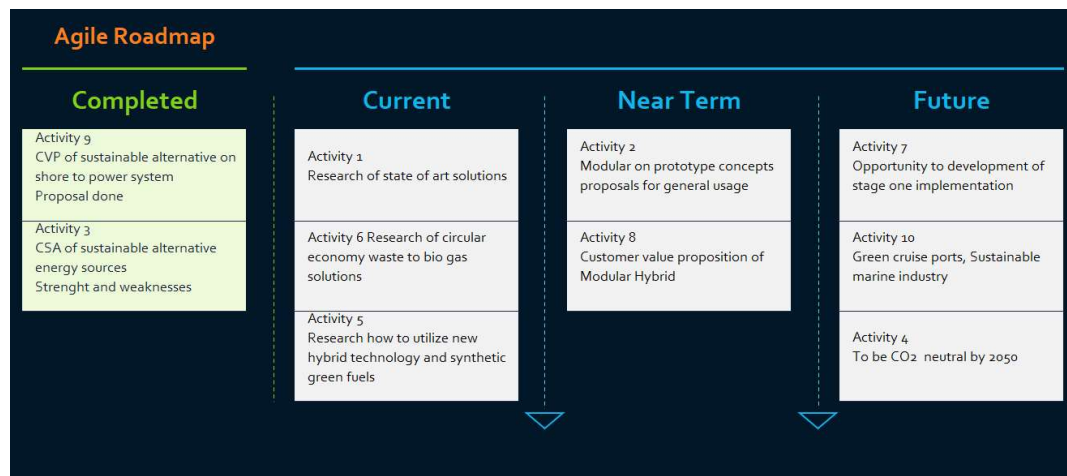 Agile Roadmap
Completed
Activity 9
CVP of sustainable alternative on
shore to power system
Proposal done
Activity 3
CSA of sustainable alternative
energy sources
Strenght and weaknesses
Current
Activity 1
Research of state of art solutions
Activity 6 Research of circular
economy waste to bio gas
solutions
Activity 5
Research how to utilize new
hybrid technology and synthetic
green fuels
Near Term
Activity 2
Modular on prototype concepts
proposals for general usage
Activity 8
Customer value proposition of
Modular Hybrid
Future
Activity 7
Opportunity to development of
stage one implementation
Activity 10
Green cruise ports, Sustainable
marine industry
Activity 4
To be CO2 neutral by 2050